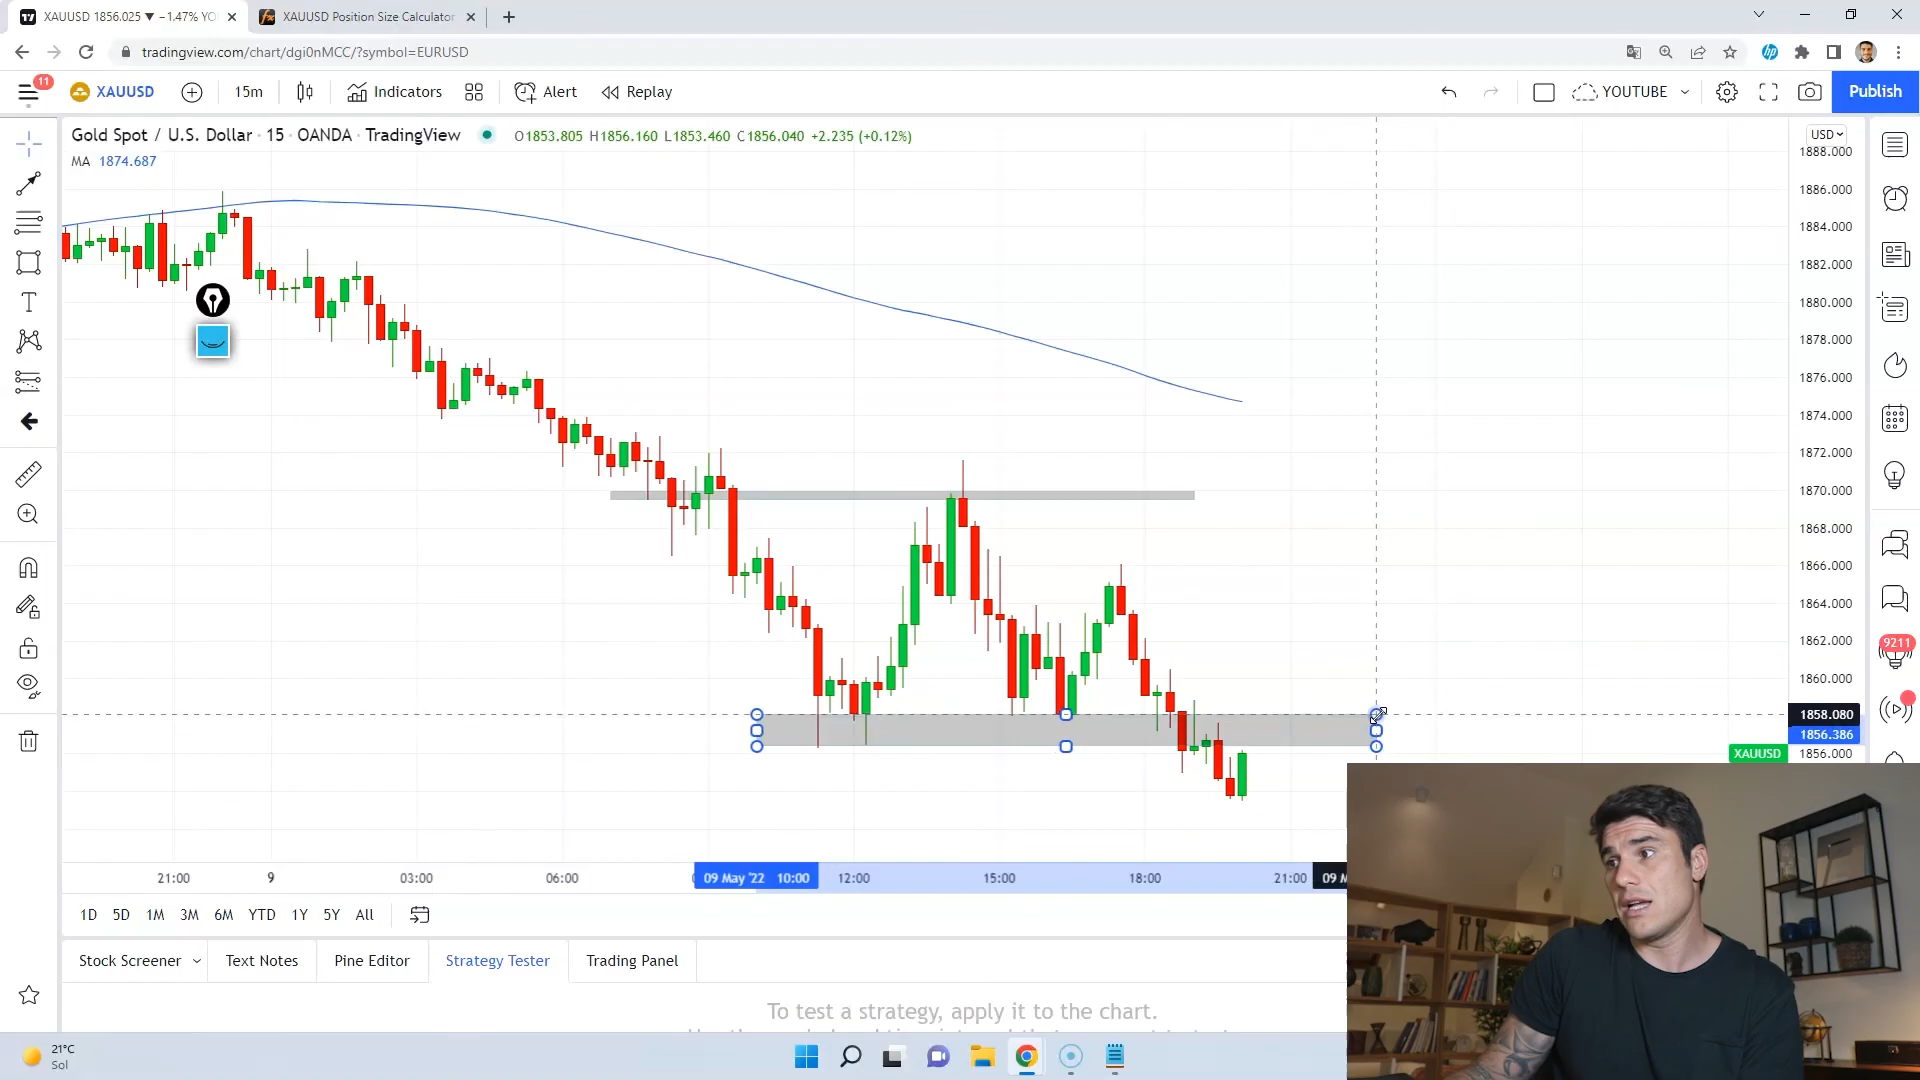 XAUUSD 1856.025 ▼ −1.47% YO
XAUUSD Position Size Calculator
tradingview.com/chart/dgi0nMCC/?symbol=EURUSD
11
XAUUSD
15m
Indicators
Alert
Replay
YOUTUBE
Publish
Gold Spot / U.S. Dollar · 15 · OANDA · TradingView
O1853.805 H1856.160 L1853.460 C1856.040 +2.235 (+0.12%)
MA 1874.687
USD
1888.000
1886.000
1884.000
1882.000
1880.000
1878.000
1876.000
1874.000
1872.000
1870.000
1868.000
1866.000
1864.000
1862.000
1860.000
1858.080
1856.386
XAUUSD 1856.000
9211
21:00
9
03:00
06:00
09 May '22 10:00
12:00
15:00
18:00
21:00
09 M
1D 5D 1M 3M 6M YTD 1Y 5Y All
Stock Screener
Text Notes
Pine Editor
Strategy Tester
Trading Panel
To test a strategy, apply it to the chart.
21°C
Sol